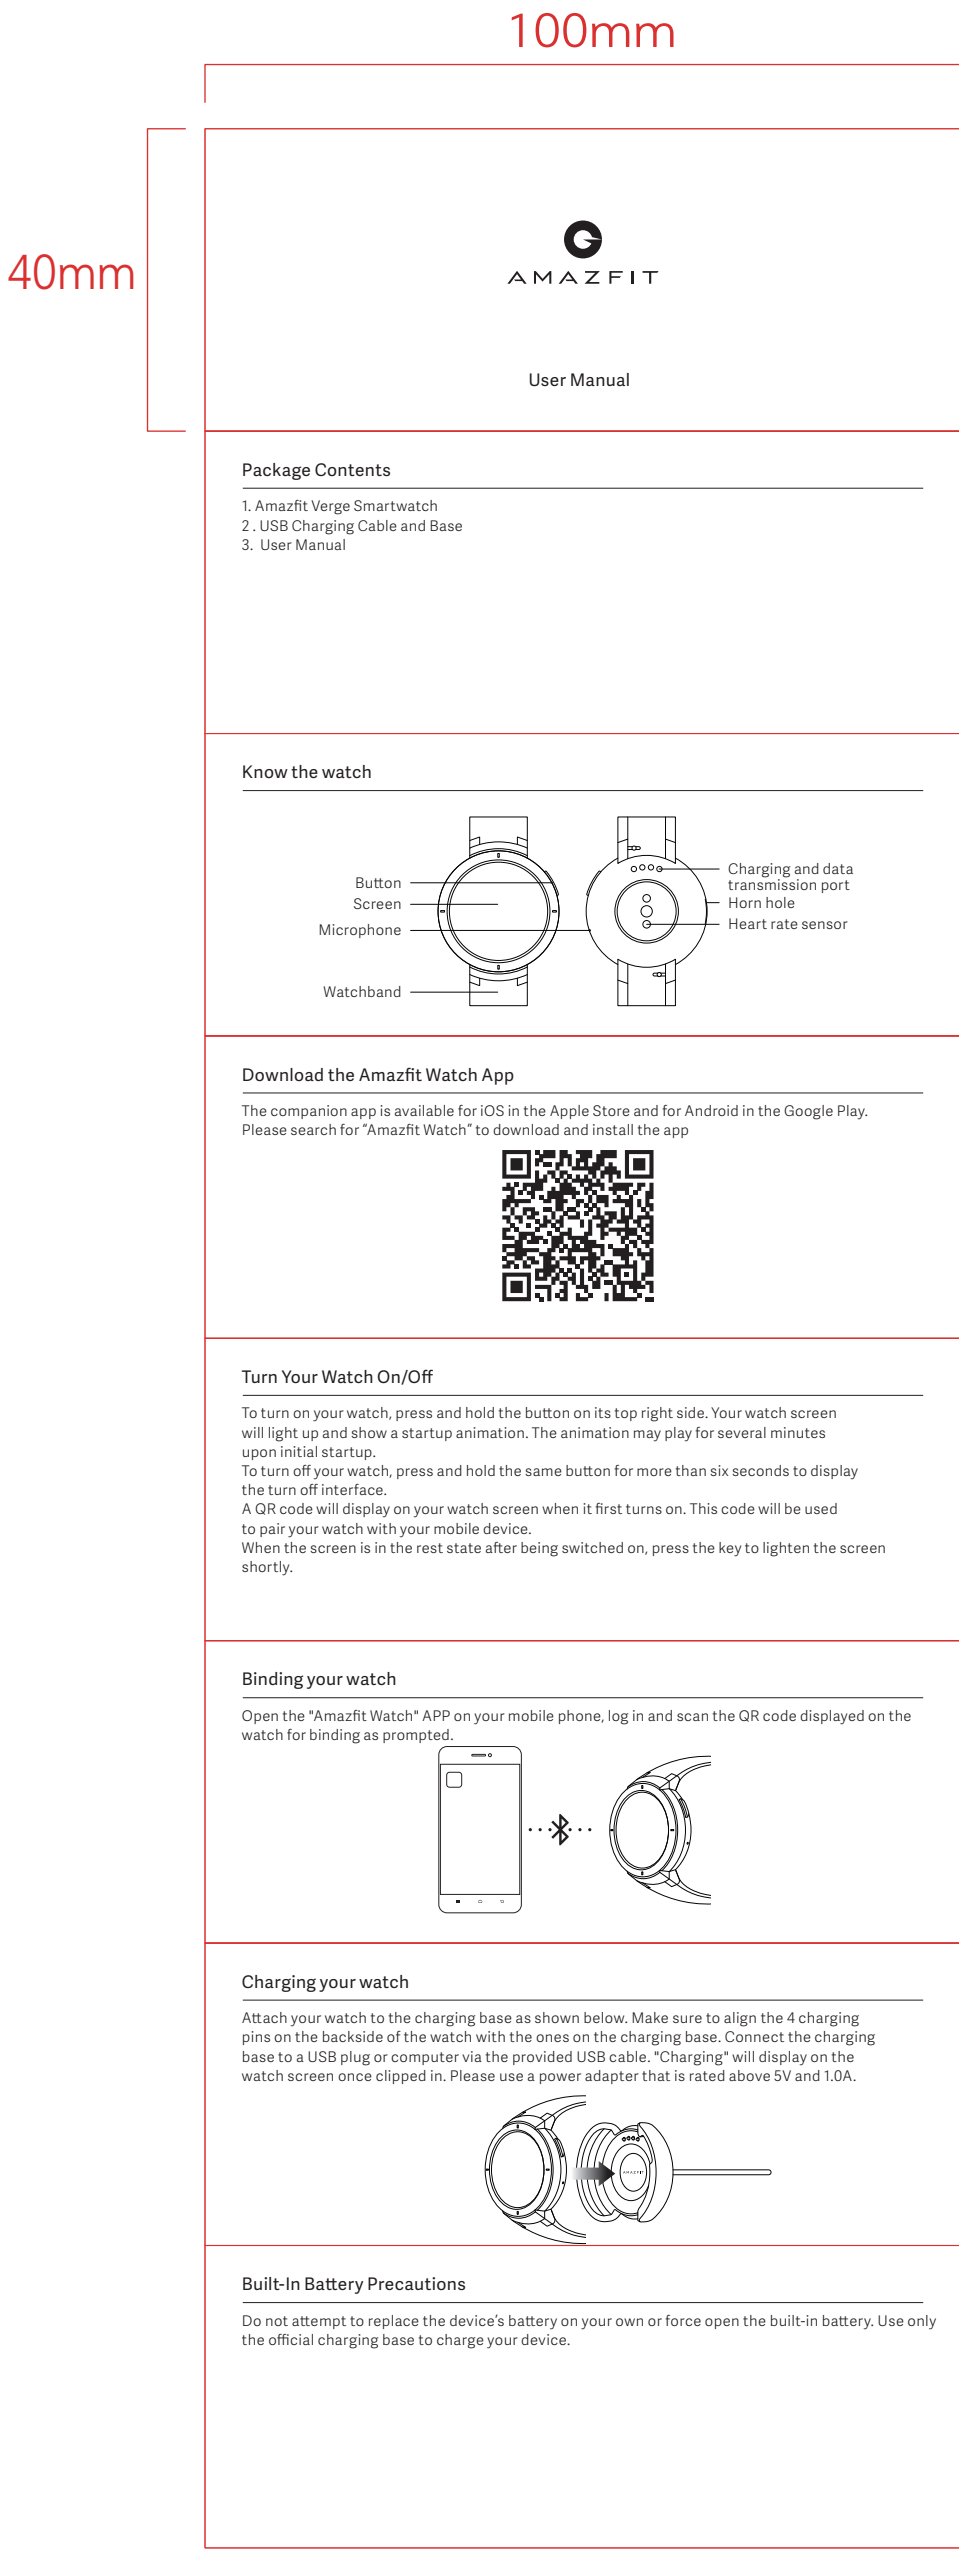 100mm
40mm
AMAZFIT
User Manual
Package Contents
1. Amazfit Verge Smartwatch
2 . USB Charging Cable and Base
3. User Manual
Know the watch
Button
Screen
Microphone
Watchband
Charging and data
transmission port
Horn hole
Heart rate sensor
Download the Amazfit Watch App
The companion app is available for iOS in the Apple Store and for Android in the Google Play.
Please search for “Amazfit Watch” to download and install the app
Turn Your Watch On/Off
To turn on your watch, press and hold the button on its top right side. Your watch screen
will light up and show a startup animation. The animation may play for several minutes
upon initial startup.
To turn off your watch, press and hold the same button for more than six seconds to display
the turn off interface.
A QR code will display on your watch screen when it first turns on. This code will be used
to pair your watch with your mobile device.
When the screen is in the rest state after being switched on, press the key to lighten the screen
shortly.
Binding your watch
Open the "Amazfit Watch" APP on your mobile phone, log in and scan the QR code displayed on the
watch for binding as prompted.
Charging your watch
Attach your watch to the charging base as shown below. Make sure to align the 4 charging
pins on the backside of the watch with the ones on the charging base. Connect the charging
base to a USB plug or computer via the provided USB cable. "Charging" will display on the
watch screen once clipped in. Please use a power adapter that is rated above 5V and 1.0A.
AMAZFIT
Built-In Battery Precautions
Do not attempt to replace the device’s battery on your own or force open the built-in battery. Use only
the official charging base to charge your device.